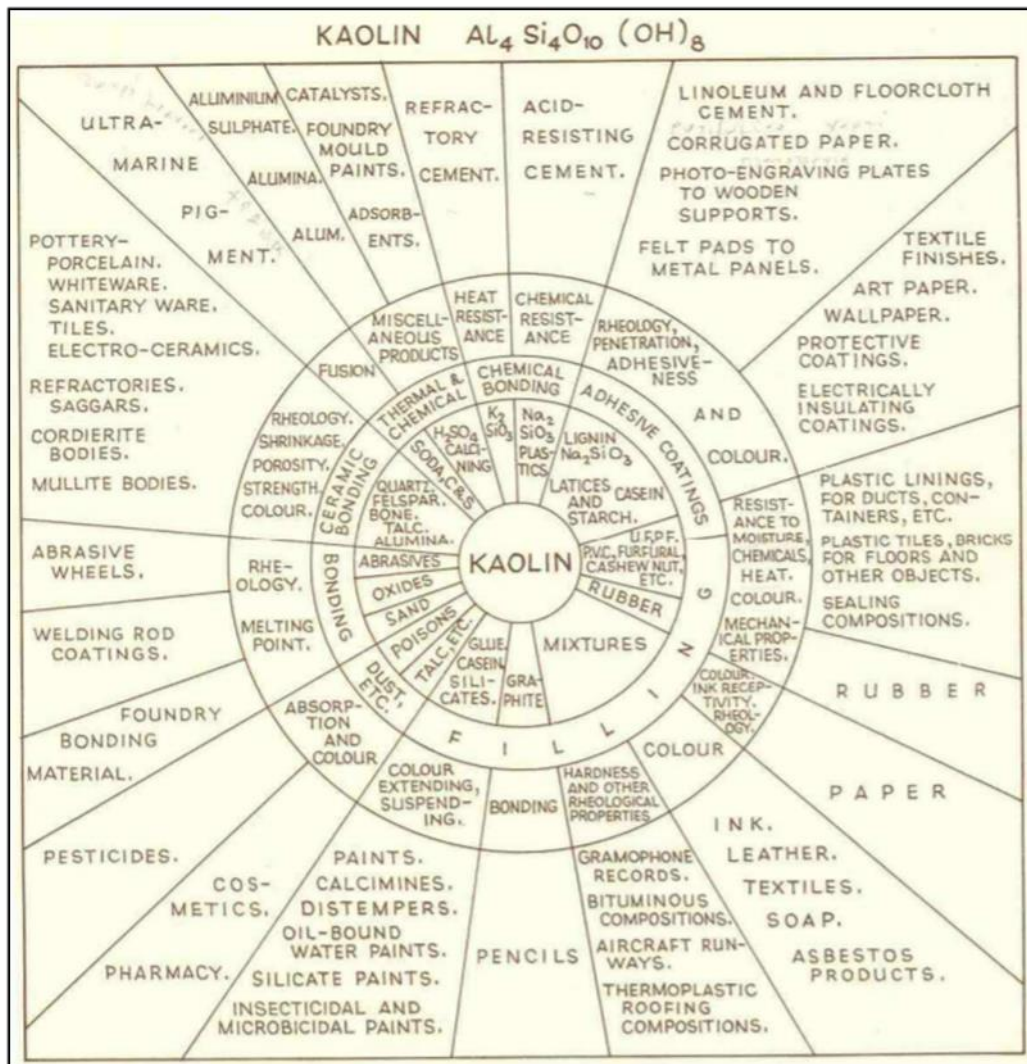 KAOLIN Al4 Si4O10 (OH)8
ULTRA-
MARINE
PIG-
MENT.
ALUMINIUM
SULPHATE.
ALUMINA.
ALUM.
CATALYSTS.
FOUNDRY
MOULD
PAINTS.
ADSORB-
ENTS.
REFRAC-
TORY
CEMENT.
ACID-
RESISTING
CEMENT.
LINOLEUM AND FLOORCLOTH
CEMENT.
CORRUGATED PAPER.
PHOTO-ENGRAVING PLATES
TO WOODEN
SUPPORTS.
FELT PADS TO
METAL PANELS.
TEXTILE
FINISHES.
ART PAPER.
WALLPAPER.
PROTECTIVE
COATINGS.
ELECTRICALLY
INSULATING
COATINGS.
POTTERY-
PORCELAIN.
WHITEWARE.
SANITARY WARE.
TILES.
ELECTRO-CERAMICS.
REFRACTORIES.
SAGGARS.
CORDIERITE
BODIES.
MULLITE BODIES.
FUSION
MISCELL-
ANEOUS
PRODUCTS
HEAT
RESIST-
ANCE
CHEMICAL
RESIST-
ANCE
RHEOLOGY,
PENETRATION,
ADHESIVE-
NESS
AND
COLOUR.
RHEOLOGY.
SHRINKAGE.
POROSITY.
STRENGTH.
COLOUR.
THERMAL &
CHEMICAL
CHEMICAL
BONDING
ADHESIVE COATINGS
CERAMIC
BONDING
SODA, C&S
H2SO4
CALCI-
NING
K2
SiO3
Na2
SiO3
PLAS-
TICS.
LIGNIN
Na2SiO3
LATICES
AND
STARCH.
CASEIN
QUARTZ.
FELSPAR.
BONE.
TALC.
ALUMINA.
KAOLIN
U.F., P.F.
P.V.C., FURFURAL,
CASHEW NUT,
ETC.
RUBBER
MIXTURES
ABRASIVES
OXIDES
SAND
POISONS
TALC, ETC.
GLUE.
CASEIN.
SILI-
CATES.
GRA-
PHITE
BONDING
DUST,
ETC.
FILLING
RESIST-
ANCE TO
MOISTURE,
CHEMICALS,
HEAT.
COLOUR.
MECHAN-
ICAL PROP-
ERTIES.
PLASTIC LININGS,
FOR DUCTS, CON-
TAINERS, ETC.
PLASTIC TILES, BRICKS
FOR FLOORS AND
OTHER OBJECTS.
SEALING
COMPOSITIONS.
ABRASIVE
WHEELS.
RHE-
OLOGY.
MELTING
POINT.
WELDING ROD
COATINGS.
FOUNDRY
BONDING
MATERIAL.
ABSORP-
TION
AND
COLOUR
COLOUR
EXTENDING,
SUSPEND-
ING.
BONDING
HARDNESS
AND OTHER
RHEOLOGICAL
PROPERTIES
COLOUR
COLOUR.
INK RECEP-
TIVITY.
RHEOL-
OGY.
RUBBER
PAPER
PESTICIDES.
COS-
METICS.
PHARMACY.
PAINTS.
CALCIMINES.
DISTEMPERS.
OIL-BOUND
WATER PAINTS.
SILICATE PAINTS.
INSECTICIDAL AND
MICROBICIDAL PAINTS.
PENCILS
GRAMOPHONE
RECORDS.
BITUMINOUS
COMPOSITIONS.
AIRCRAFT RUN-
WAYS.
THERMOPLASTIC
ROOFING
COMPOSITIONS.
INK.
LEATHER.
TEXTILES.
SOAP.
ASBESTOS
PRODUCTS.